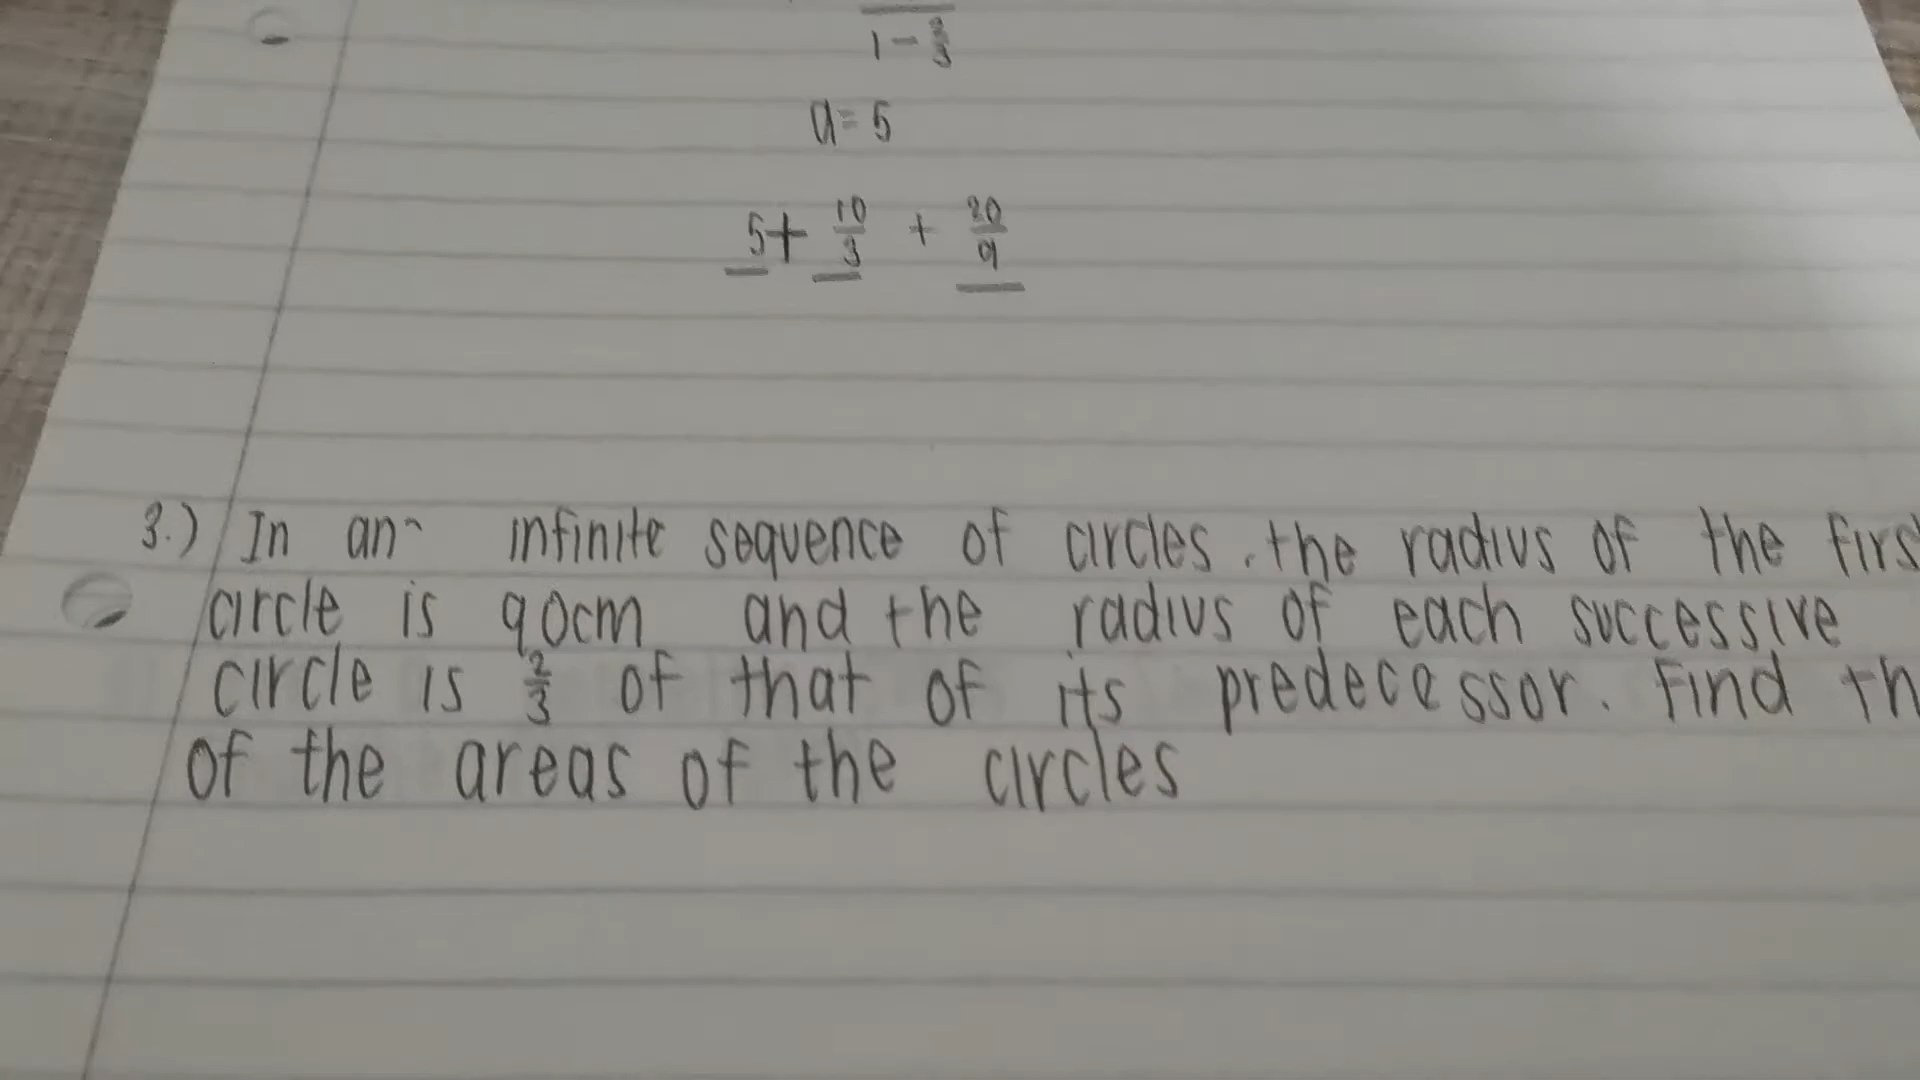 1 - 2/3
a = 5
5 + 10/3 + 20/9
3.) In an infinite sequence of circles. the radius of the firs
circle is 90cm and the radius of each successive
circle is 2/3 of that of its predecessor. Find th
of the areas of the circles